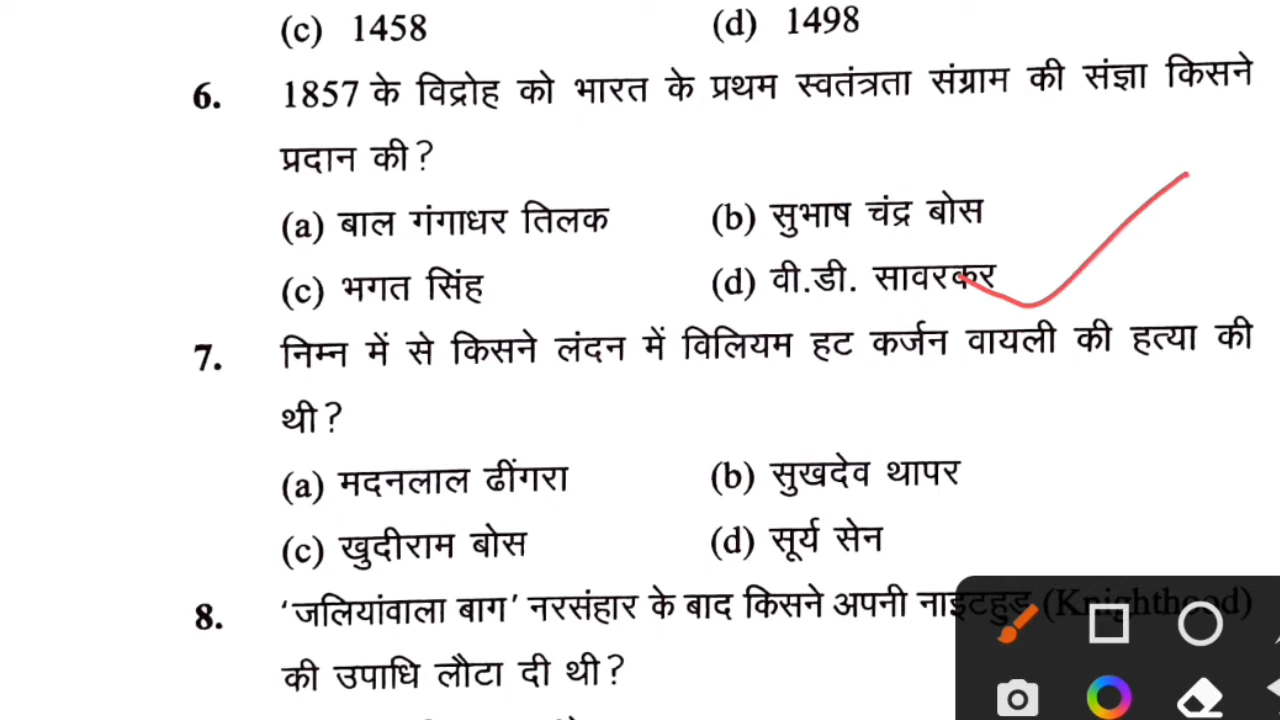 (c) 1458 (d) 1498
6. 1857 के विद्रोह को भारत के प्रथम स्वतंत्रता संग्राम की संज्ञा किसने
प्रदान की?
(a) बाल गंगाधर तिलक (b) सुभाष चंद्र बोस
(c) भगत सिंह (d) वी.डी. सावरकर
7. निम्न में से किसने लंदन में विलियम हट कर्जन वायली की हत्या की
थी?
(a) मदनलाल ढींगरा (b) सुखदेव थापर
(c) खुदीराम बोस (d) सूर्य सेन
8. ‘जलियांवाला बाग’ नरसंहार के बाद किसने अपनी नाइटहुड (Knighthood)
की उपाधि लौटा दी थी?